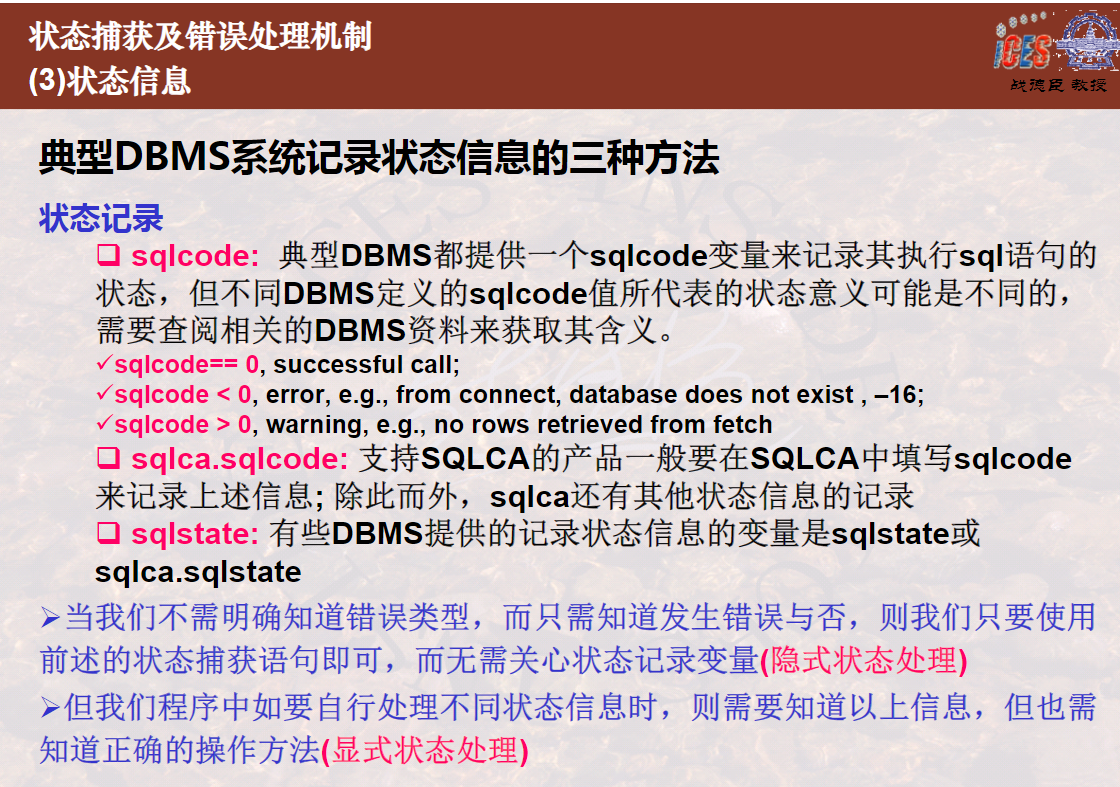 状态捕获及错误处理机制
(3)状态信息
iCES
战德臣 教授
典型DBMS系统记录状态信息的三种方法
状态记录
❑ sqlcode: 典型DBMS都提供一个sqlcode变量来记录其执行sql语句的
状态，但不同DBMS定义的sqlcode值所代表的状态意义可能是不同的，
需要查阅相关的DBMS资料来获取其含义。
✓sqlcode== 0, successful call;
✓sqlcode < 0, error, e.g., from connect, database does not exist , –16;
✓sqlcode > 0, warning, e.g., no rows retrieved from fetch
❑ sqlca.sqlcode: 支持SQLCA的产品一般要在SQLCA中填写sqlcode
来记录上述信息; 除此而外，sqlca还有其他状态信息的记录
❑ sqlstate: 有些DBMS提供的记录状态信息的变量是sqlstate或
sqlca.sqlstate
➢当我们不需明确知道错误类型，而只需知道发生错误与否，则我们只要使用
前述的状态捕获语句即可，而无需关心状态记录变量(隐式状态处理)
➢但我们程序中如要自行处理不同状态信息时，则需要知道以上信息，但也需
知道正确的操作方法(显式状态处理)